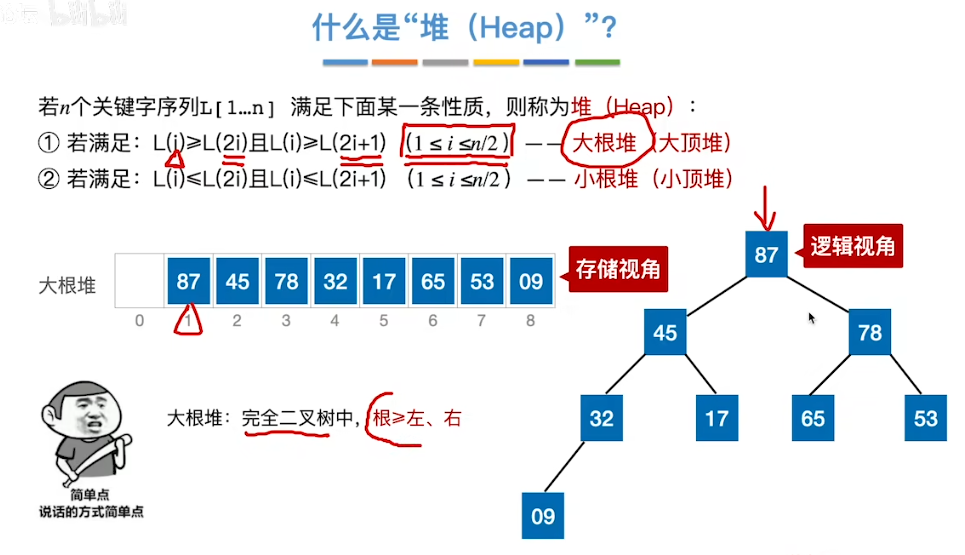 bilibili
什么是“堆（Heap）”?
若n个关键字序列L[1…n] 满足下面某一条性质，则称为堆（Heap）：
① 若满足：L(i)≥L(2i)且L(i)≥L(2i+1) （1 ≤ i ≤n/2 ） —— 大根堆（大顶堆）
② 若满足：L(i)≤L(2i)且L(i)≤L(2i+1) （1 ≤ i ≤n/2 ） —— 小根堆（小顶堆）
大根堆
87 45 78 32 17 65 53 09
0 1 2 3 4 5 6 7 8
存储视角
逻辑视角
87
45 78
32 17 65 53
09
大根堆：完全二叉树中，根≥左、右
简单点
说话的方式简单点